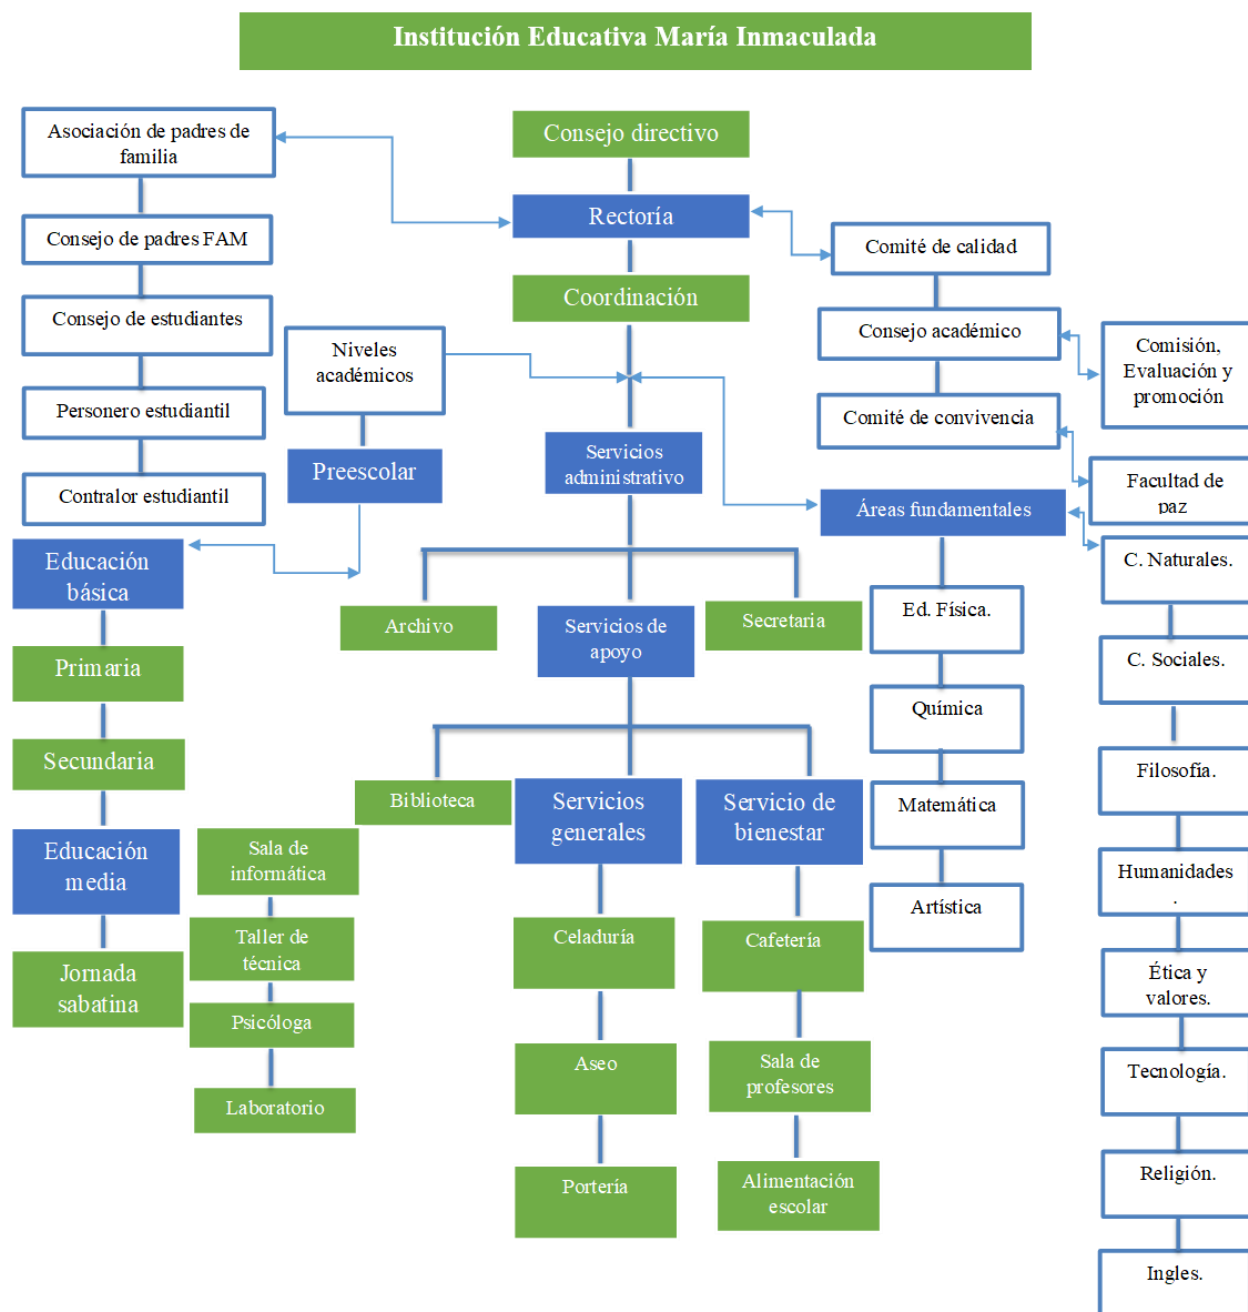 Institución Educativa María Inmaculada
Asociación de padres de
familia
Consejo de padres FAM
Consejo de estudiantes
Personero estudiantil
Contralor estudiantil
Consejo directivo
Rectoría
Coordinación
Comité de calidad
Consejo académico
Comité de convivencia
Comisión,
Evaluación y
promoción
Facultad de
paz
Niveles
académicos
Preescolar
Educación
básica
Primaria
Secundaria
Educación
media
Jornada
sabatina
Servicios
administrativo
Archivo
Servicios de
apoyo
Secretaria
Biblioteca
Servicios
generales
Servicio de
bienestar
Sala de
informática
Taller de
técnica
Psicóloga
Laboratorio
Celaduría
Aseo
Portería
Cafetería
Sala de
profesores
Alimentación
escolar
Áreas fundamentales
Ed. Física.
Química
Matemática
Artística
C. Naturales.
C. Sociales.
Filosofía.
Humanidades
.
Ética y
valores.
Tecnología.
Religión.
Ingles.